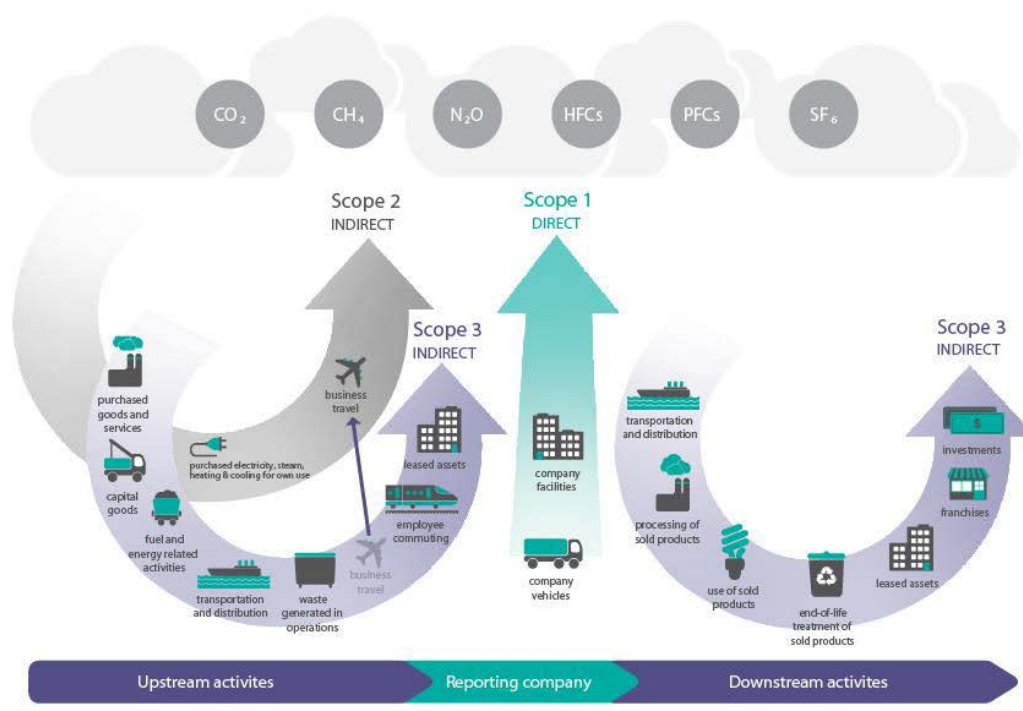 CO₂
CH₄
N₂O
HFCs
PFCs
SF₆
Scope 2
INDIRECT
Scope 1
DIRECT
Scope 3
INDIRECT
Scope 3
INDIRECT
purchased
goods and
services
capital
goods
fuel and
energy related
activities
purchased electricity, steam,
heating & cooling for own use
transportation
and distribution
waste
generated in
operations
business
travel
business
travel
employee
commuting
leased assets
company
facilities
company
vehicles
transportation
and distribution
processing of
sold products
use of sold
products
end-of-life
treatment of
sold products
leased assets
franchises
investments
$
Upstream activites
Reporting company
Downstream activites